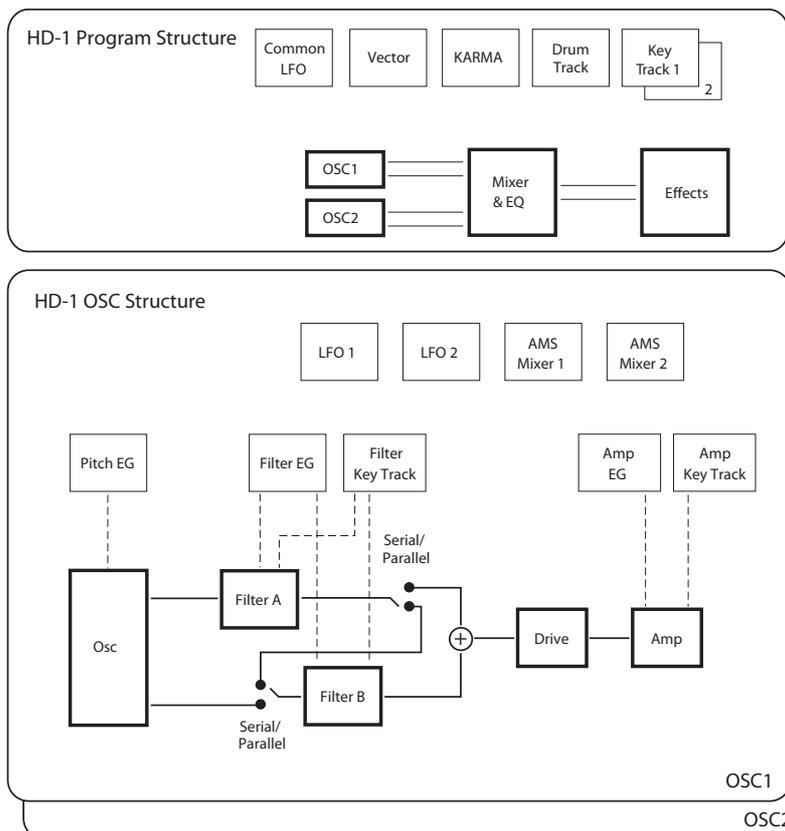 HD-1 Program Structure
Common
LFO
Vector
KARMA
Drum
Track
Key
Track 1
2
OSC1
OSC2
Mixer
& EQ
Effects
HD-1 OSC Structure
LFO 1
LFO 2
AMS
Mixer 1
AMS
Mixer 2
Pitch EG
Filter EG
Filter
Key Track
Amp
EG
Amp
Key Track
Serial/
Parallel
Osc
Filter A
+
Drive
Amp
Filter B
Serial/
Parallel
OSC1
OSC2